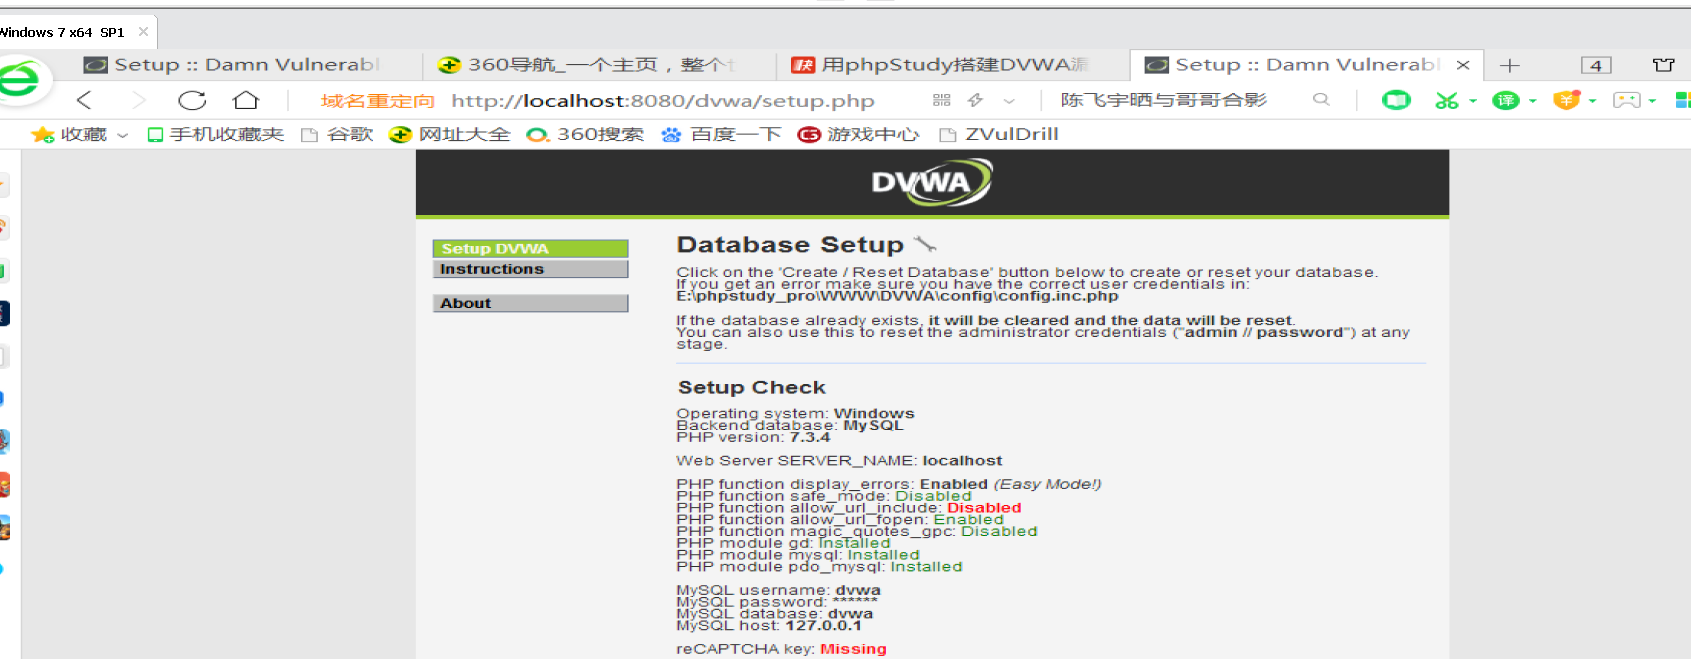 Windows 7 x64 SP1
Setup :: Damn Vulnerabl
360导航_一个主页，整个
用phpStudy搭建DVWA漏
Setup :: Damn Vulnerabl
4
域名重定向 http://localhost:8080/dvwa/setup.php
陈飞宇晒与哥哥合影
译
收藏 手机收藏夹 谷歌 网址大全 360搜索 百度一下 游戏中心 ZVulDrill
DVWA
Setup DVWA
Instructions
About
Database Setup
Click on the 'Create / Reset Database' button below to create or reset your database.
If you get an error make sure you have the correct user credentials in:
E:\phpstudy_pro\WWW\DVWA\config\config.inc.php
If the database already exists, it will be cleared and the data will be reset.
You can also use this to reset the administrator credentials ("admin // password") at any
stage.
Setup Check
Operating system: Windows
Backend database: MySQL
PHP version: 7.3.4
Web Server SERVER_NAME: localhost
PHP function display_errors: Enabled (Easy Mode!)
PHP function safe_mode: Disabled
PHP function allow_url_include: Disabled
PHP function allow_url_fopen: Enabled
PHP function magic_quotes_gpc: Disabled
PHP module gd: Installed
PHP module mysql: Installed
PHP module pdo_mysql: Installed
MySQL username: dvwa
MySQL password: ******
MySQL database: dvwa
MySQL host: 127.0.0.1
reCAPTCHA key: Missing